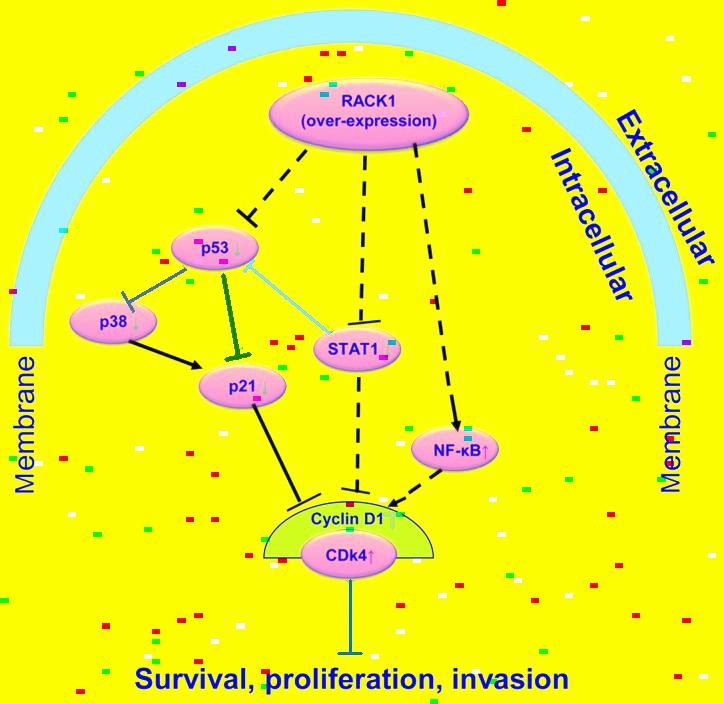 RACK1
(over-expression)
Extracellular
Intracellular
p53↓
p38↓
STAT1
p21↓
NF-κB↑
Membrane
Membrane
Cyclin D1
CDk4↑
Survival, proliferation, invasion